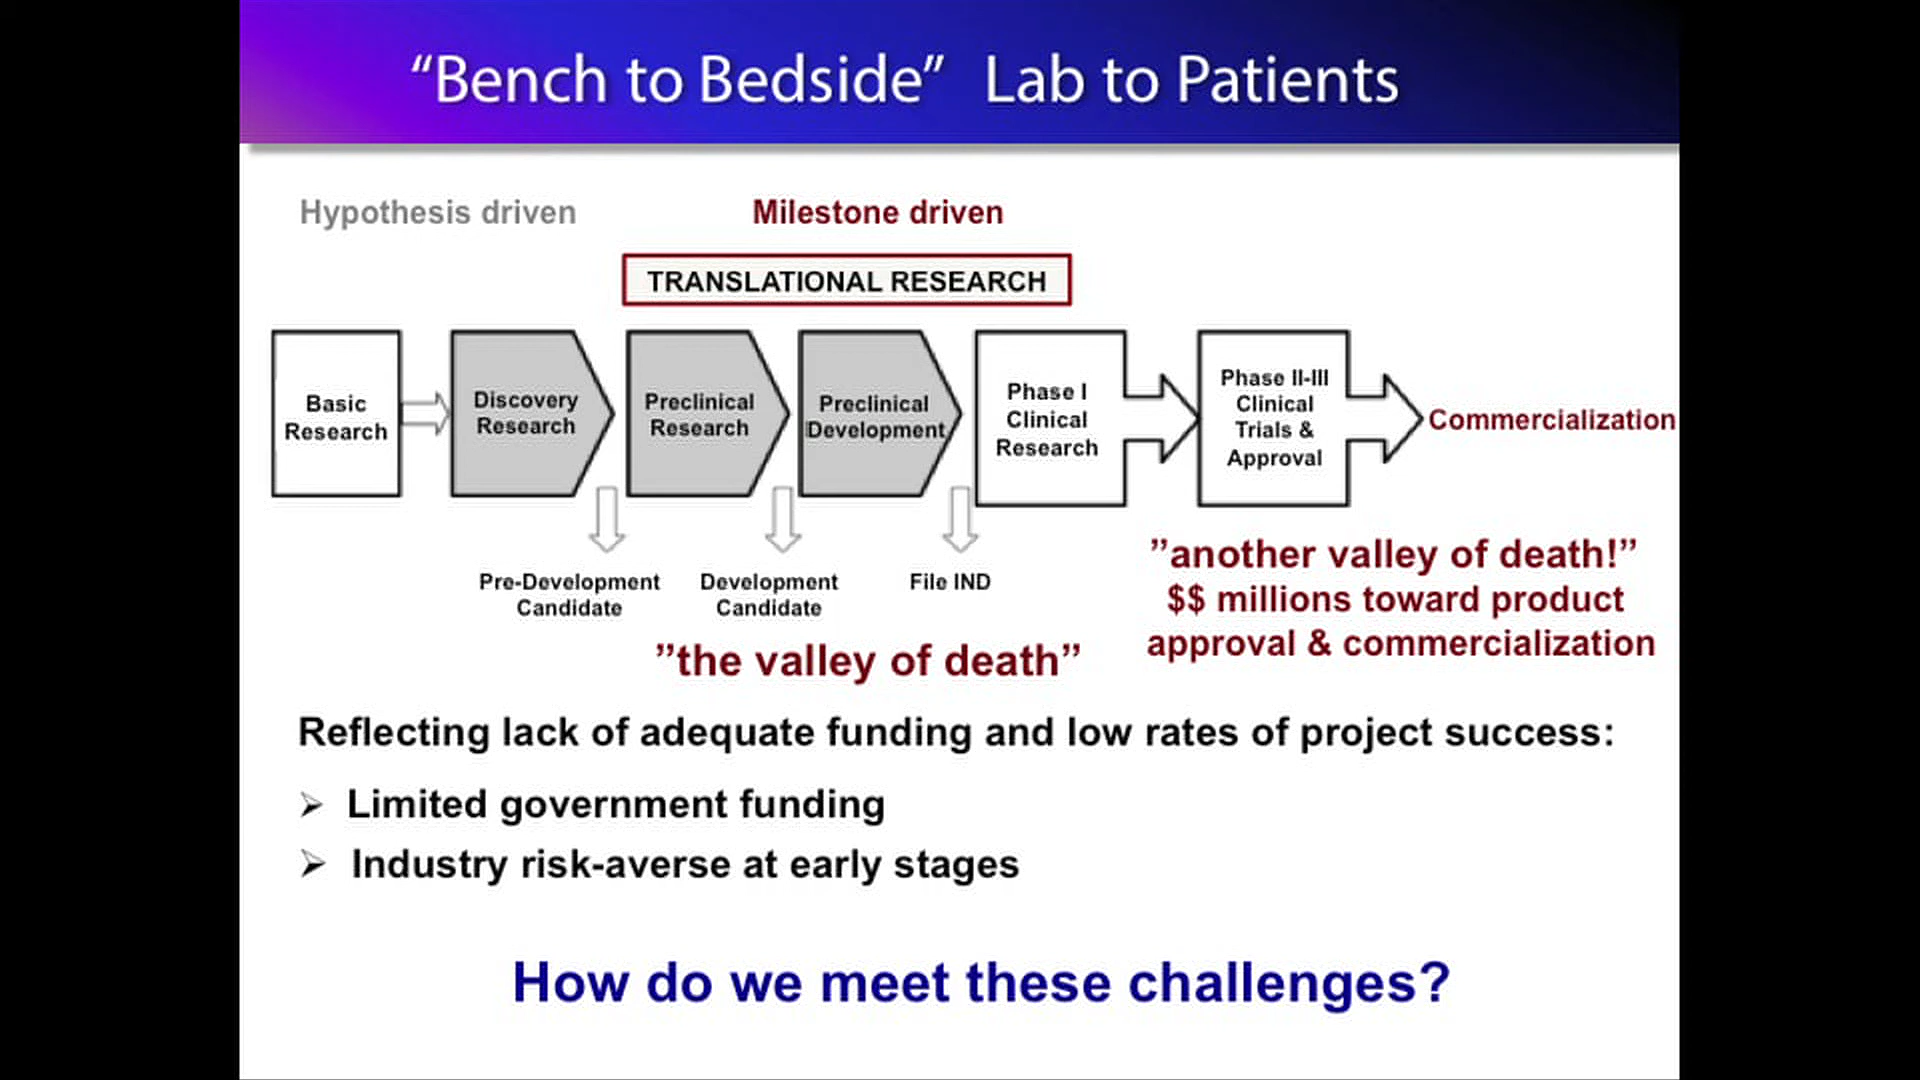 “Bench to Bedside” Lab to Patients
Hypothesis driven
Milestone driven
TRANSLATIONAL RESEARCH
Basic
Research
Discovery
Research
Preclinical
Research
Preclinical
Development
Phase I
Clinical
Research
Phase II-III
Clinical
Trials &
Approval
Commercialization
Pre-Development
Candidate
Development
Candidate
File IND
”the valley of death”
”another valley of death!”
$$ millions toward product
approval & commercialization
Reflecting lack of adequate funding and low rates of project success:
➢ Limited government funding
➢ Industry risk-averse at early stages
How do we meet these challenges?